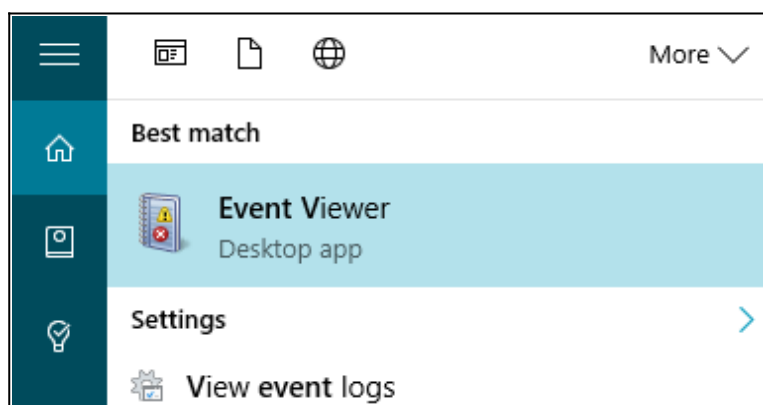 More
Best match
Event Viewer
Desktop app
Settings
View event logs